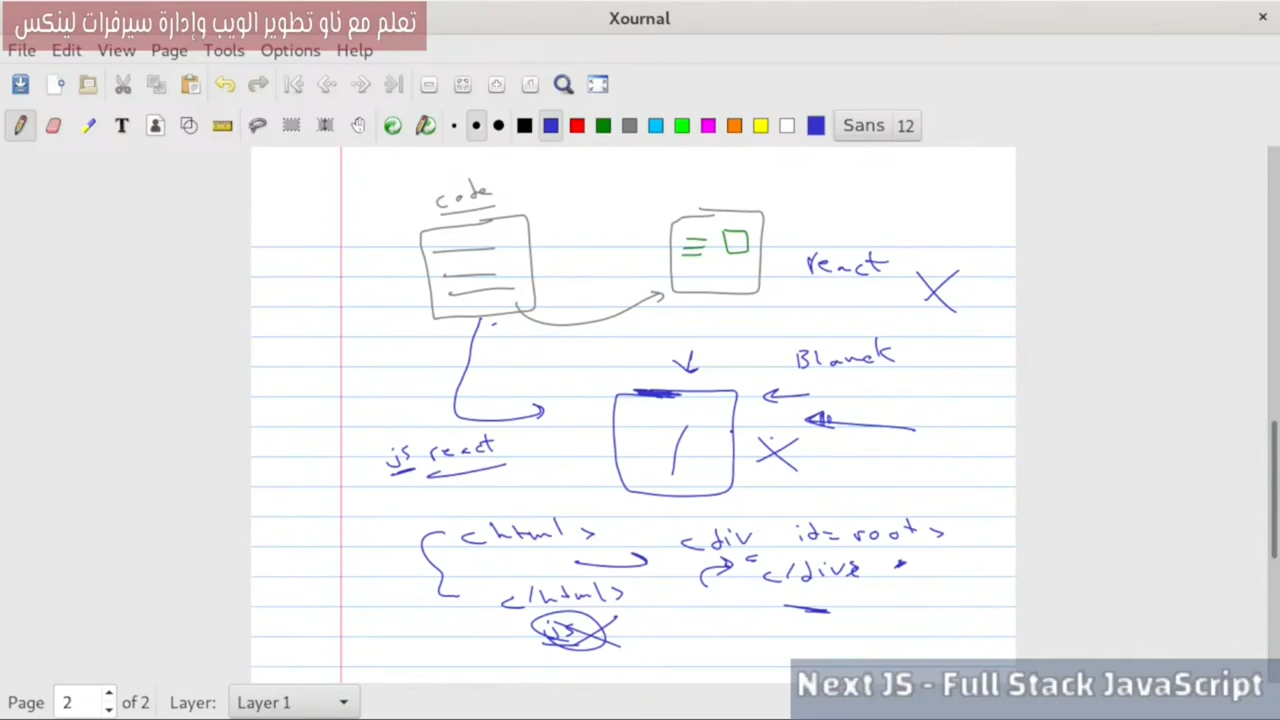 تعلم مع ناو تطوير الويب وإدارة سيرفرات لينكس
Xournal
File Edit View Page Tools Options Help
Sans 12
code
react
Blanck
js react
<html> <div id=root>
</html> </div>
js
Next JS - Full Stack JavaScript
Page 2 of 2 Layer: Layer 1